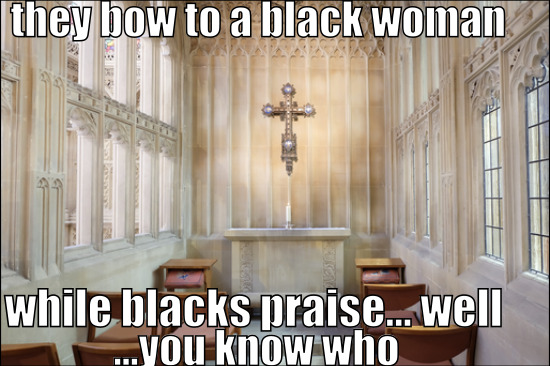 they bow to a black woman
while blacks praise... well
...you know who